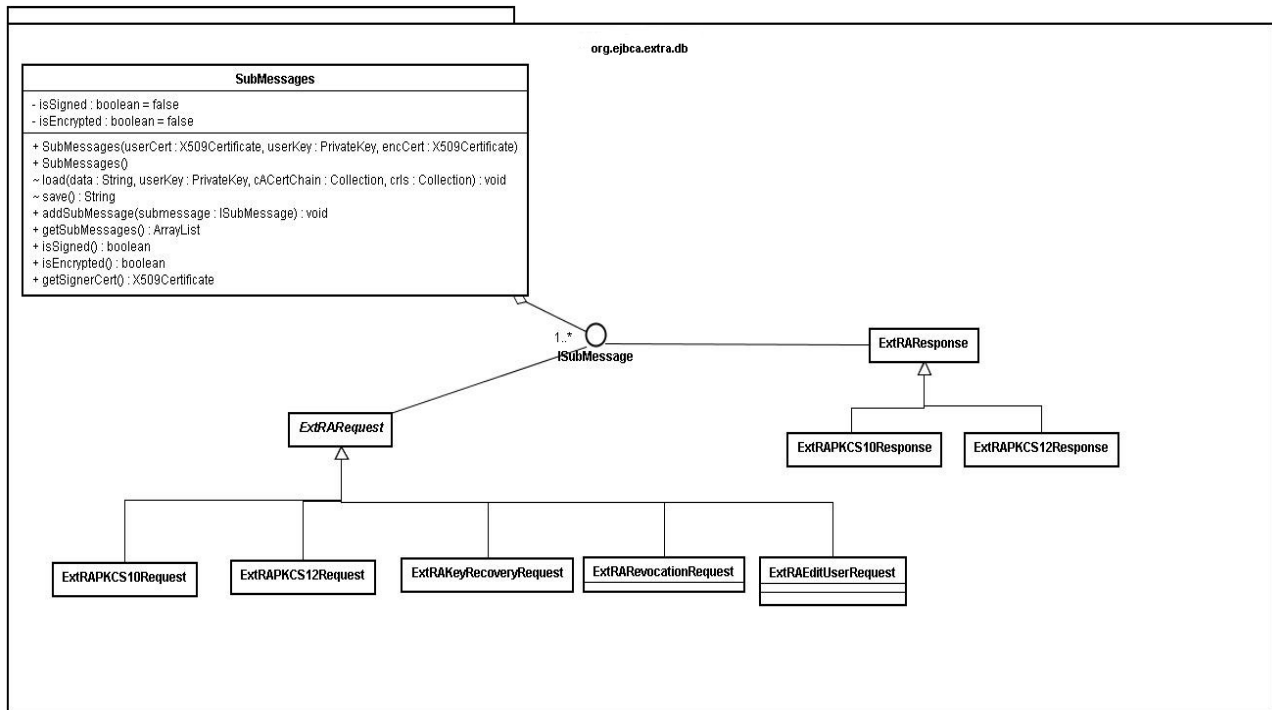 org.ejbca.extra.db
SubMessages
- isSigned : boolean = false
- isEncrypted : boolean = false
+ SubMessages(userCert : X509Certificate, userKey : PrivateKey, encCert : X509Certificate)
+ SubMessages()
~ load(data : String, userKey : PrivateKey, cACertChain : Collection, crls : Collection) : void
~ save() : String
+ addSubMessage(submessage : ISubMessage) : void
+ getSubMessages() : ArrayList
+ isSigned() : boolean
+ isEncrypted() : boolean
+ getSignerCert() : X509Certificate
1..*
ISubMessage
ExtRAResponse
ExtRARequest
ExtRAPKCS10Response
ExtRAPKCS12Response
ExtRAPKCS10Request
ExtRAPKCS12Request
ExtRAKeyRecoveryRequest
ExtRARevocationRequest
ExtRAEditUserRequest